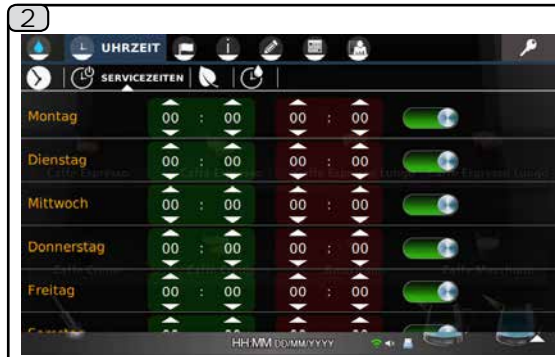 2
UHRZEIT
SERVICEZEITEN
Montag 00 : 00 00 : 00
Dienstag 00 : 00 00 : 00
Mittwoch 00 : 00 00 : 00
Donnerstag 00 : 00 00 : 00
Freitag 00 : 00 00 : 00
Samstag
HH:MM DD/MM/YYYY